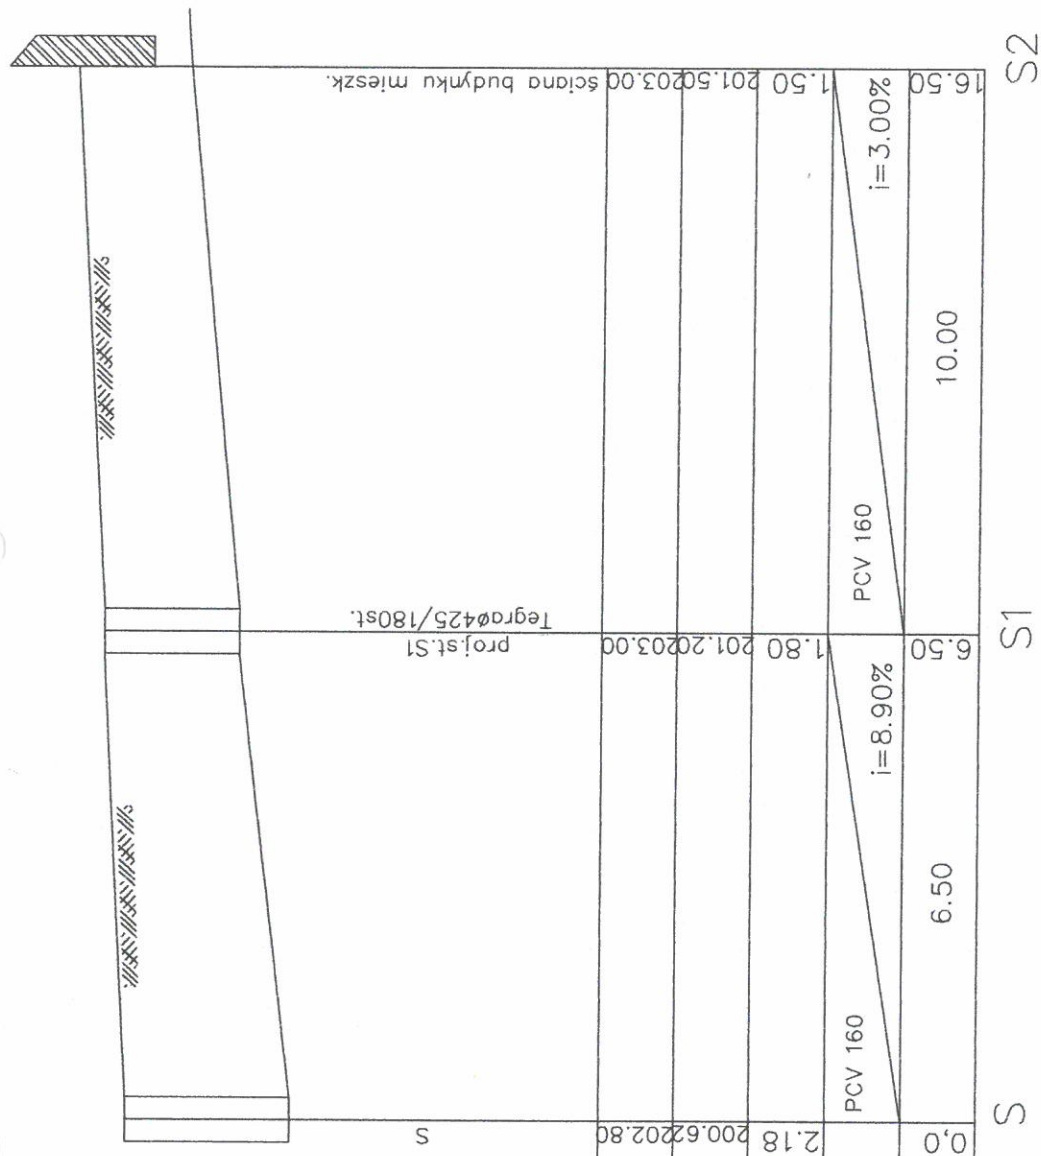 ściana budynku mieszk.
203.00
201.50
1.50
i=3.00%
16.50
S2
10.00
PCV 160
Tegraø425/180st.
proj.st.S1
203.00
201.20
1.80
i=8.90%
6.50
S1
6.50
PCV 160
S
202.80
200.62
2.18
0,0
S